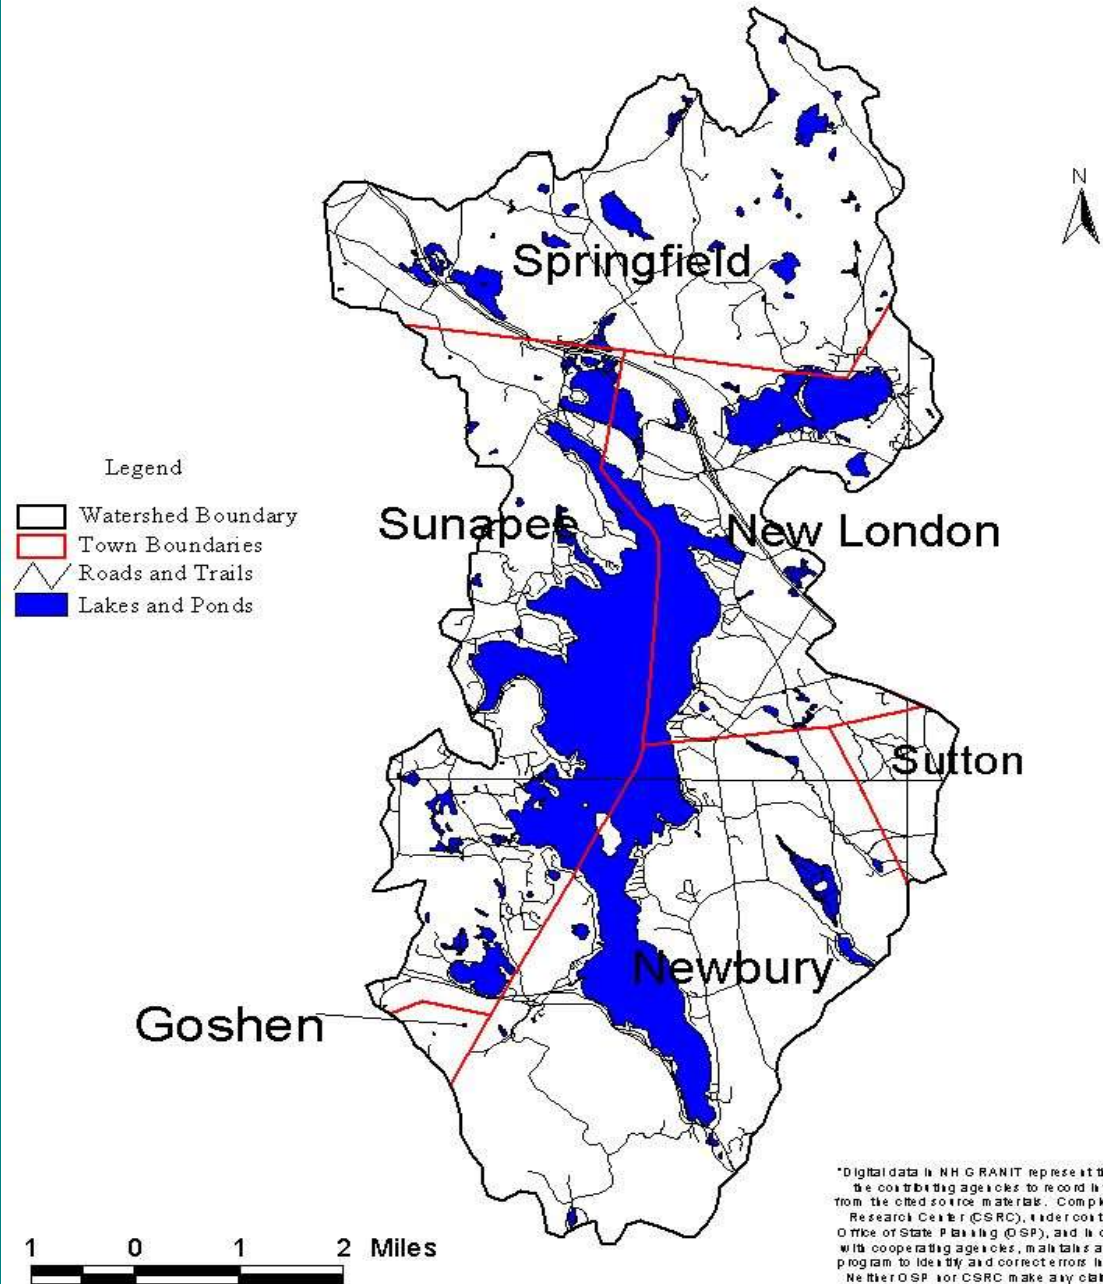 N
Springfield
Legend
Watershed Boundary
Town Boundaries
Roads and Trails
Lakes and Ponds
Sunapee
New London
Sutton
Newbury
Goshen
1 0 1 2 Miles
"Digital data in NH GRANIT represent th
the contributing agencies to record in
from the cited source materials. Compl
Research Center (CSRC), under cont
Office of State Planning (OSP), and in c
with cooperating agencies, maintains a
program to identify and correct errors in
Neither OSP nor CSRC make any clai